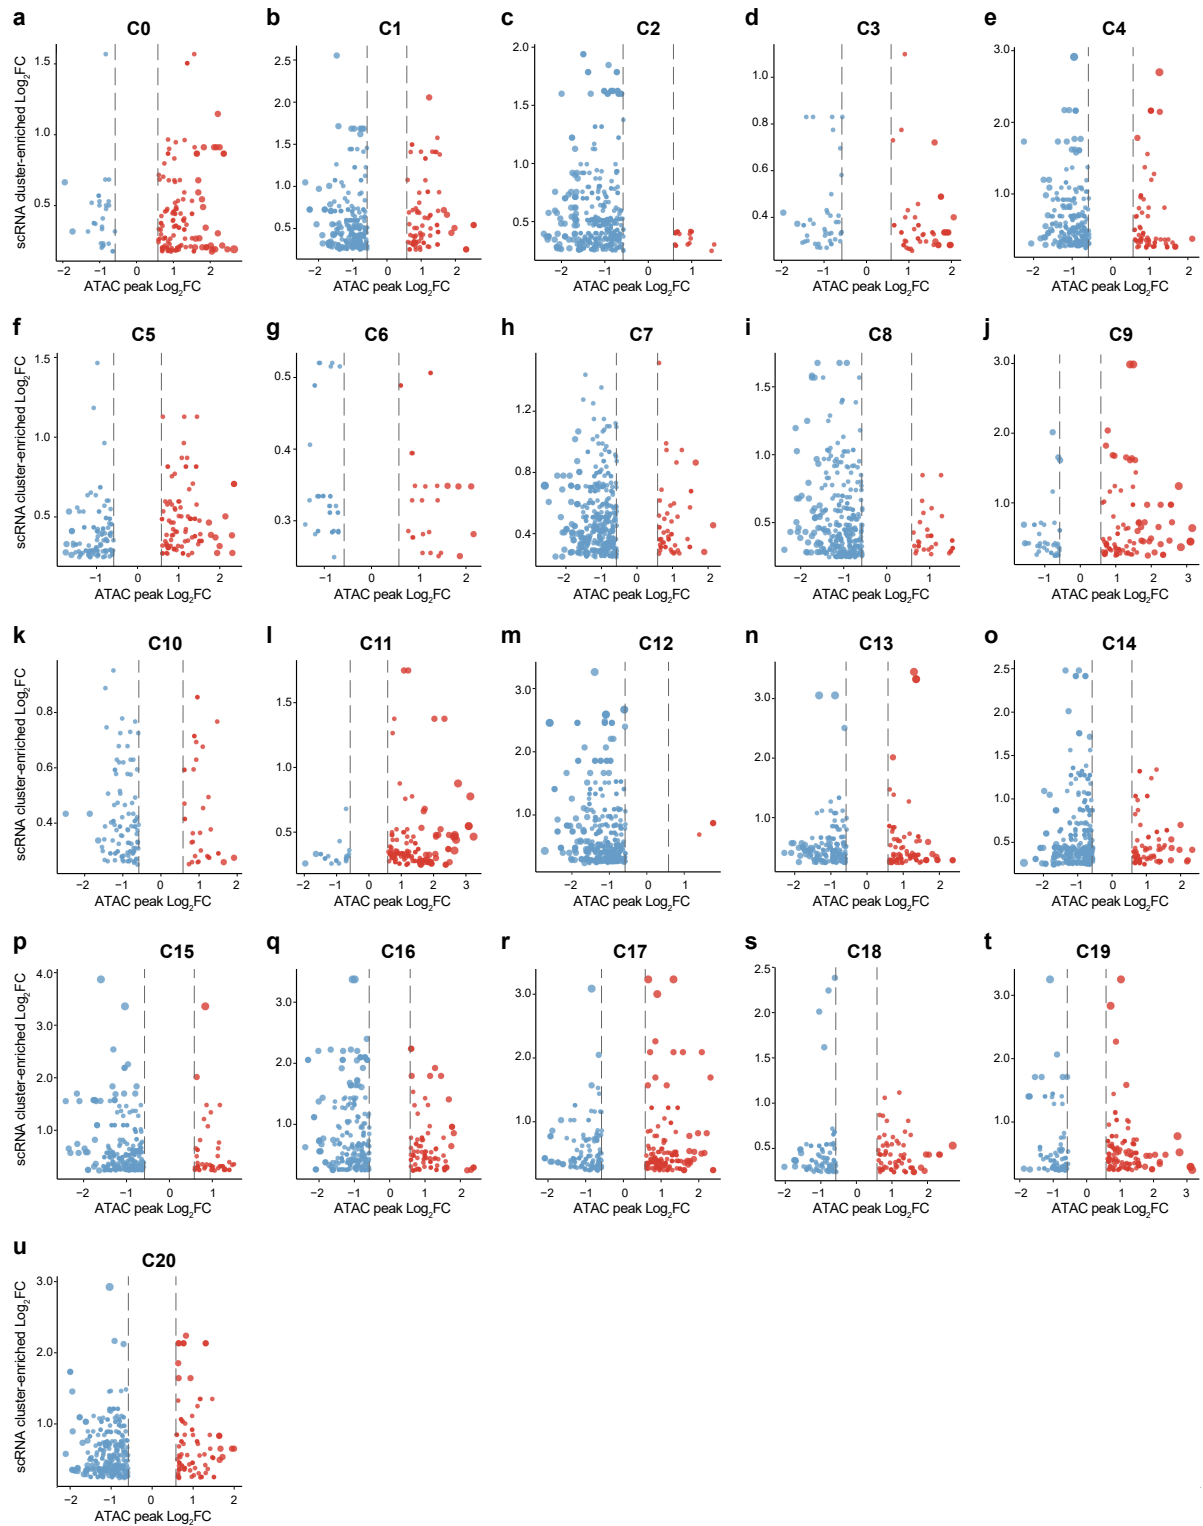 a b c d e
C0 C1 C2 C3 C4
scRNA cluster-enriched Log2FC
1.5 1.0 0.5
2.5 2.0 1.5 1.0 0.5
2.0 1.5 1.0 0.5
1.0 0.8 0.6 0.4
3.0 2.0 1.0
−2 −1 0 1 2
−2 −1 0 1 2
−2 −1 0 1
−2 −1 0 1 2
−2 −1 0 1 2
ATAC peak Log2FC ATAC peak Log2FC ATAC peak Log2FC ATAC peak Log2FC ATAC peak Log2FC
f g h i j
C5 C6 C7 C8 C9
scRNA cluster-enriched Log2FC
1.5 1.0 0.5
0.5 0.4 0.3
1.2 0.8 0.4
1.5 1.0 0.5
3.0 2.0 1.0
−1 0 1 2
−1 0 1 2
−2 −1 0 1 2
−2 −1 0 1
−1 0 1 2 3
ATAC peak Log2FC ATAC peak Log2FC ATAC peak Log2FC ATAC peak Log2FC ATAC peak Log2FC
k l m n o
C10 C11 C12 C13 C14
scRNA cluster-enriched Log2FC
0.8 0.6 0.4
1.5 1.0 0.5
3.0 2.0 1.0
3.0 2.0 1.0
2.5 2.0 1.5 1.0 0.5
−2 −1 0 1 2
−2 −1 0 1 2 3
−2 −1 0 1
−2 −1 0 1 2
−2 −1 0 1 2
ATAC peak Log2FC ATAC peak Log2FC ATAC peak Log2FC ATAC peak Log2FC ATAC peak Log2FC
p q r s t
C15 C16 C17 C18 C19
scRNA cluster-enriched Log2FC
4.0 3.0 2.0 1.0
3.0 2.0 1.0
3.0 2.0 1.0
2.5 2.0 1.5 1.0 0.5
3.0 2.0 1.0
−2 −1 0 1
−2 −1 0 1 2
−2 −1 0 1 2
−2 −1 0 1 2
−2 −1 0 1 2 3
ATAC peak Log2FC ATAC peak Log2FC ATAC peak Log2FC ATAC peak Log2FC ATAC peak Log2FC
u
C20
scRNA cluster-enriched Log2FC
3.0 2.0 1.0
−2 −1 0 1 2
ATAC peak Log2FC